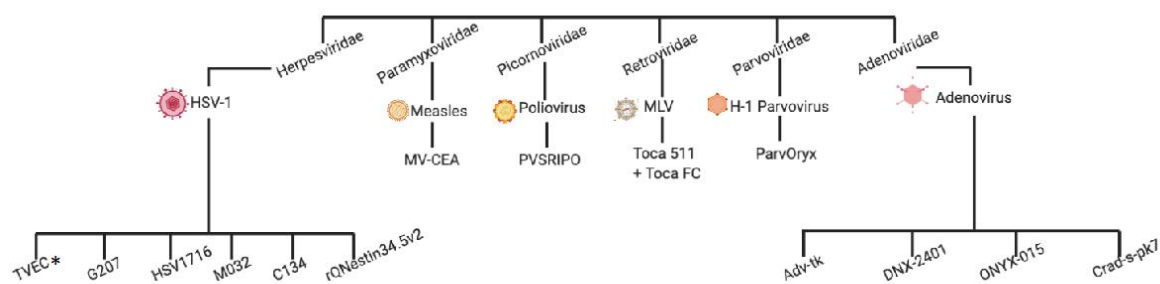 Herpesviridae
Paramyxoviridae
Picornoviridae
Retroviridae
Parvoviridae
Adenoviridae
HSV-1
Measles
Poliovirus
MLV
H-1 Parvovirus
Adenovirus
MV-CEA
PVSRIPO
Toca 511
+ Toca FC
ParvOryx
TVEC*
G207
HSV1716
M032
C134
rQNestin34.5v2
Adv-tk
DNX-2401
ONYX-015
Crad-s-pk7